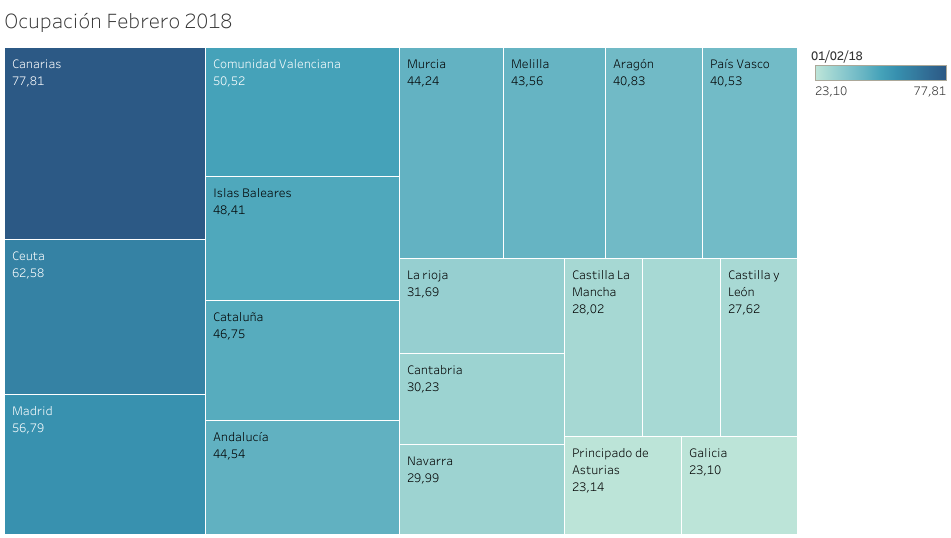 Ocupación Febrero 2018
Canarias
77,81
Ceuta
62,58
Madrid
56,79
Comunidad Valenciana
50,52
Islas Baleares
48,41
Cataluña
46,75
Andalucía
44,54
Murcia
44,24
Melilla
43,56
Aragón
40,83
País Vasco
40,53
La rioja
31,69
Cantabria
30,23
Navarra
29,99
Castilla La
Mancha
28,02
Castilla y
León
27,62
Principado de
Asturias
23,14
Galicia
23,10
01/02/18
23,10 77,81